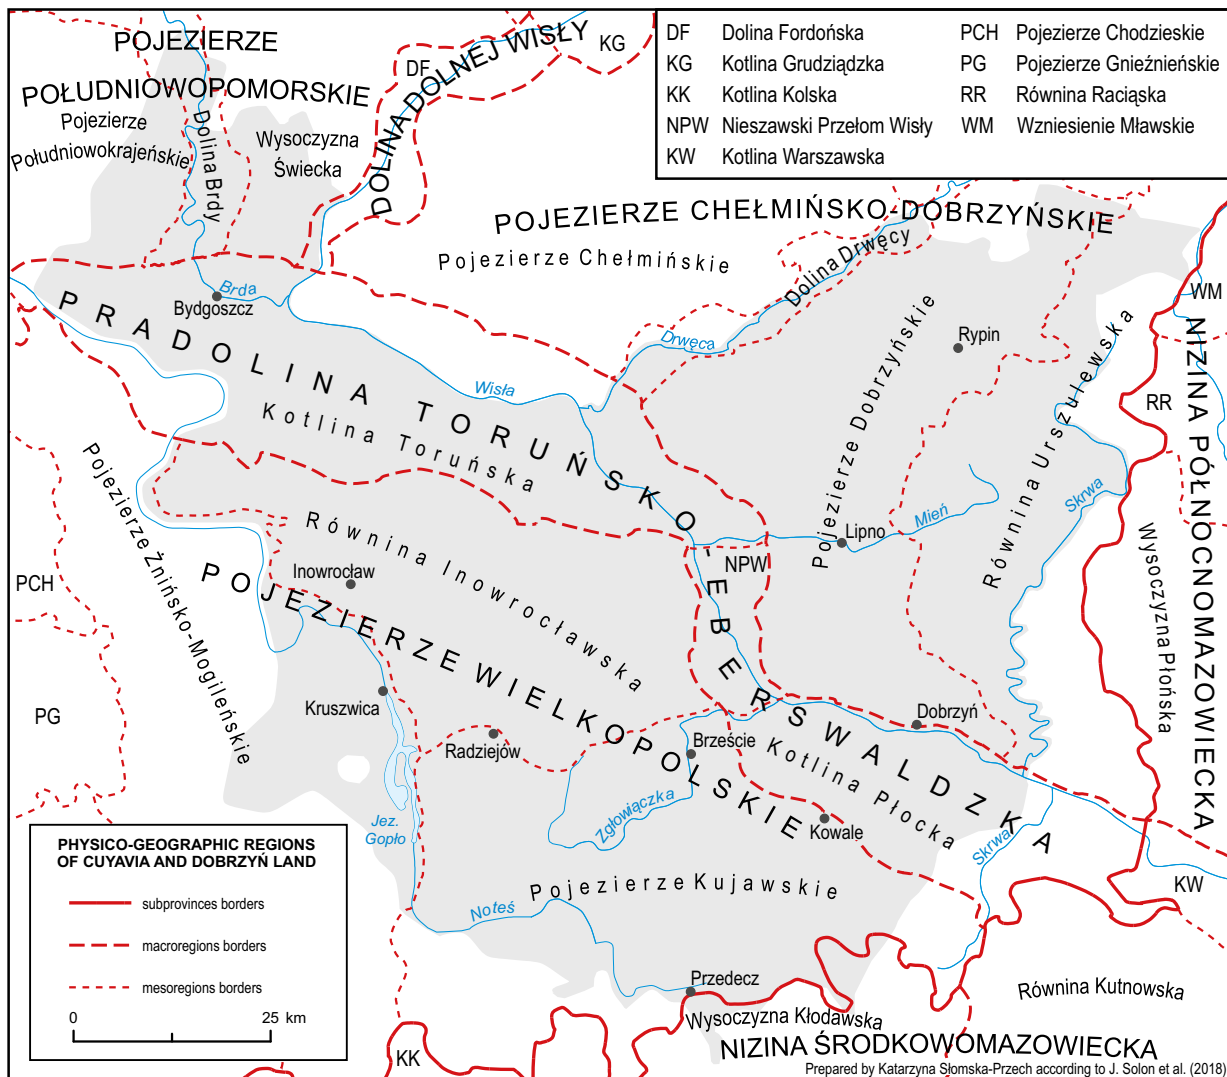 POJEZIERZE
POŁUDNIOWOPOMORSKIE
Pojezierze
Południowokrajeńskie
Dolina Brdy
Wysoczyzna
Świecka
DF
KG
DOLINA DOLNEJ WISŁY
DF Dolina Fordońska
KG Kotlina Grudziądzka
KK Kotlina Kolska
NPW Nieszawski Przełom Wisły
KW Kotlina Warszawska
PCH Pojezierze Chodzieskie
PG Pojezierze Gnieźnieńskie
RR Równina Raciąska
WM Wzniesienie Mławskie
POJEZIERZE CHEŁMIŃSKO-DOBRZYŃSKIE
Pojezierze Chełmińskie
Dolina Drwęcy
Brda
Bydgoszcz
Drwęca
Wisła
Rypin
WM
RR
PRADOLINA TORUŃSKO-EBERSWALDZKA
Kotlina Toruńska
Pojezierze Dobrzyńskie
Równina Urszulewska
NIZINA PÓŁNOCNOMAZOWIECKA
Wysoczyzna Płońska
Skrwa
Mień
Lipno
NPW
Pojezierze Żnińsko-Mogileńskie
Równina Inowrocławska
Inowrocław
POJEZIERZE WIELKOPOLSKIE
PCH
PG
Kruszwica
Radziejów
Brzeście
Dobrzyń
Kotlina Płocka
Zgłowiączka
Kowale
Jez.
Gopło
Skrwa
KW
Pojezierze Kujawskie
Noteś
Przedecz
Wysoczyzna Kłodawska
Równina Kutnowska
NIZINA ŚRODKOWOMAZOWIECKA
KK
PHYSICO-GEOGRAPHIC REGIONS
OF CUYAVIA AND DOBRZYŃ LAND
subprovinces borders
macroregions borders
mesoregions borders
0 25 km
Prepared by Katarzyna Słomska-Przech according to J. Solon et al. (2018)